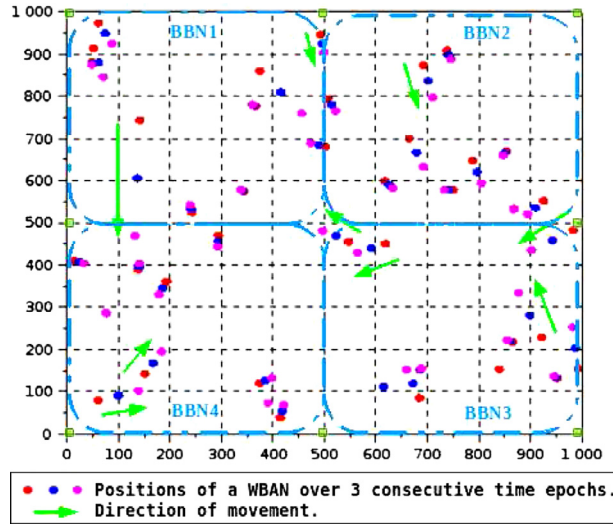 1 000
900
800
700
600
500
400
300
200
100
0
BBN1
BBN2
BBN4
BBN3
0 100 200 300 400 500 600 700 800 900 1 000
Positions of a WBAN over 3 consecutive time epochs.
Direction of movement.